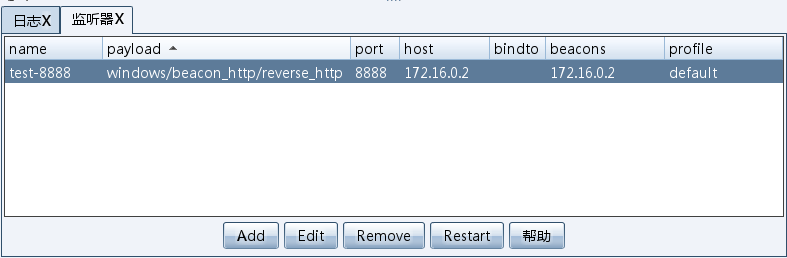 日志X 监听器X
name payload port host bindto beacons profile
test-8888 windows/beacon_http/reverse_http 8888 172.16.0.2 172.16.0.2 default
Add Edit Remove Restart 帮助